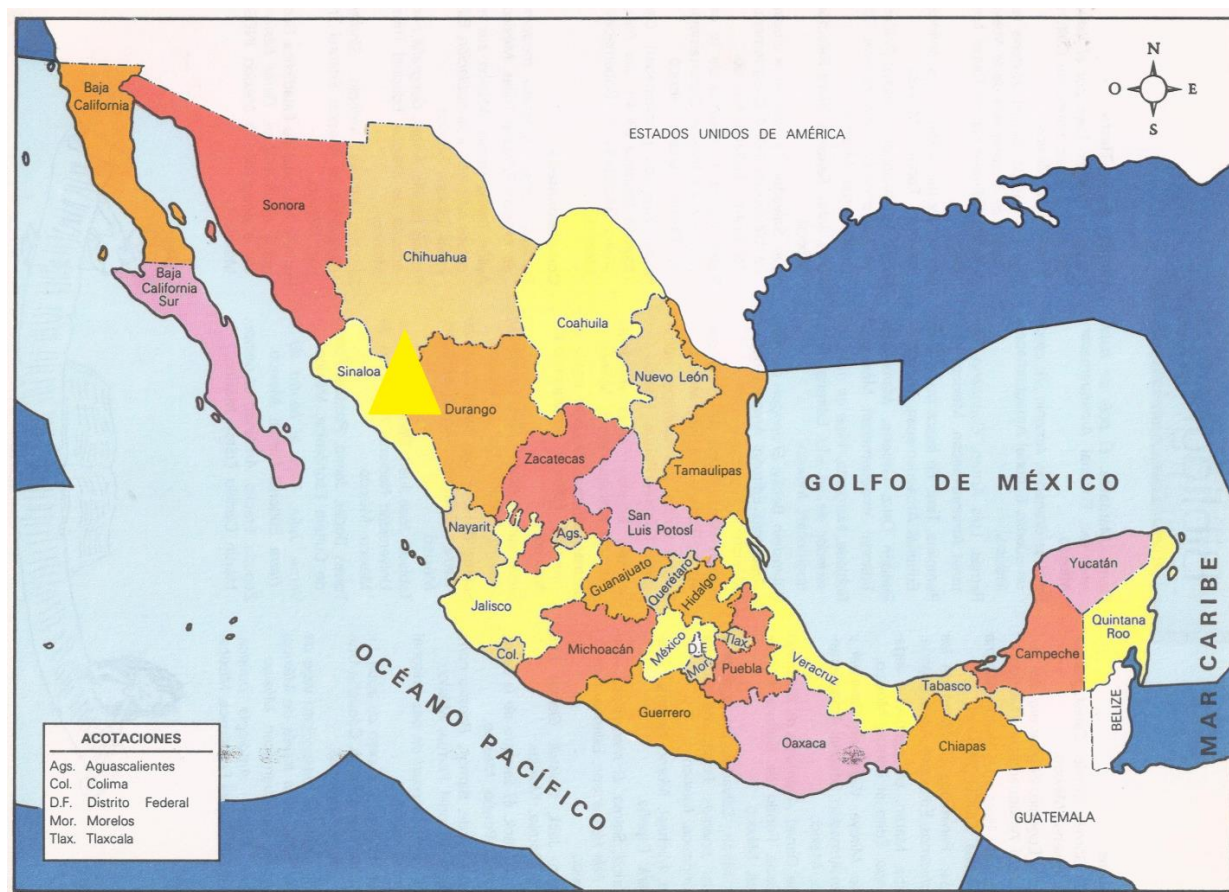 N
O E
S
ESTADOS UNIDOS DE AMÉRICA
Baja
California
Sonora
Chihuahua
Baja
California
Sur
Coahuila
Sinaloa
Nuevo León
Durango
Zacatecas
Tamaulipas
GOLFO DE MÉXICO
San
Luis Potosí
Nayarit
Ags.
Yucatán
Guanajuato
Querétaro
Hidalgo
Jalisco
Quintana
Roo
Michoacán
México
D.F.
Tlax.
Col.
Mor.
Puebla
Veracruz
Campeche
Tabasco
BELIZE
MAR CARIBE
Guerrero
Oaxaca
Chiapas
OCÉANO PACÍFICO
GUATEMALA
ACOTACIONES
Ags. Aguascalientes
Col. Colima
D.F. Distrito Federal
Mor. Morelos
Tlax. Tlaxcala